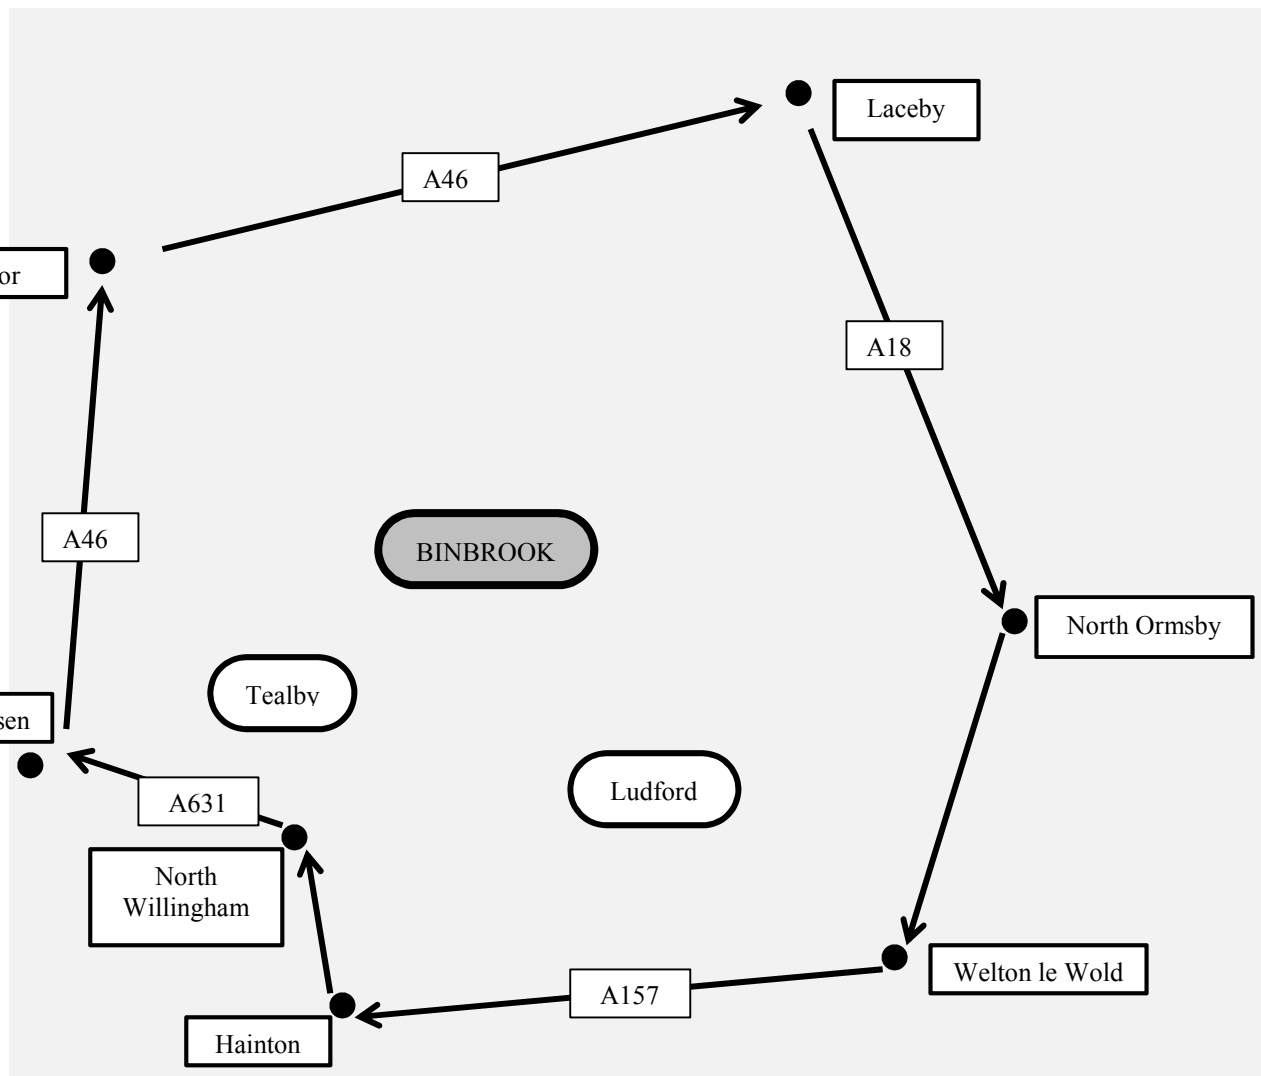 Laceby
A46
or
A18
A46
BINBROOK
North Ormsby
Tealby
sen
Ludford
A631
North
Willingham
Welton le Wold
A157
Hainton